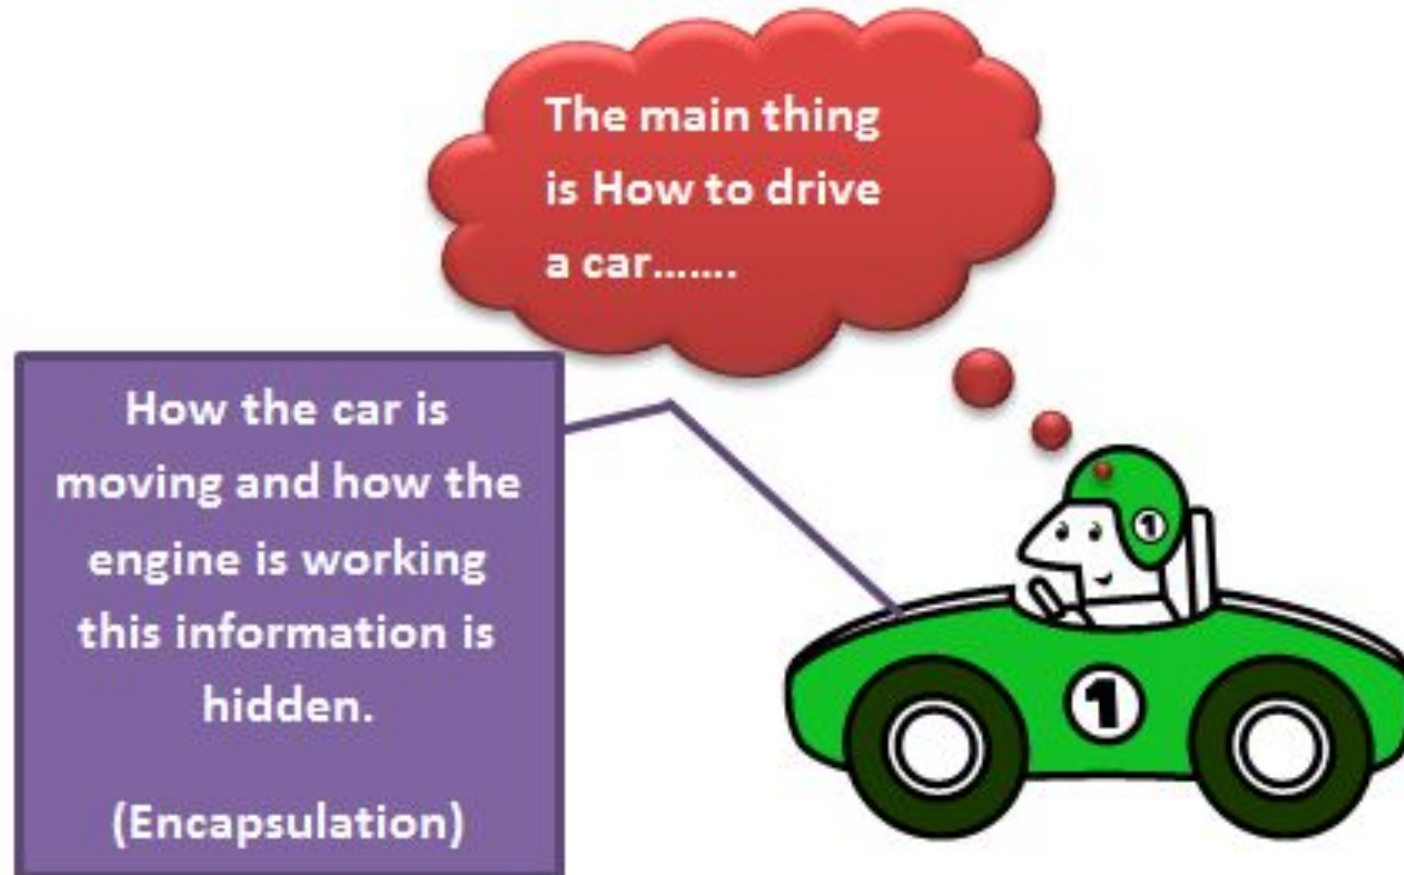 The main thing
is How to drive
a car.......
How the car is
moving and how the
engine is working
this information is
hidden.
(Encapsulation)
1
1